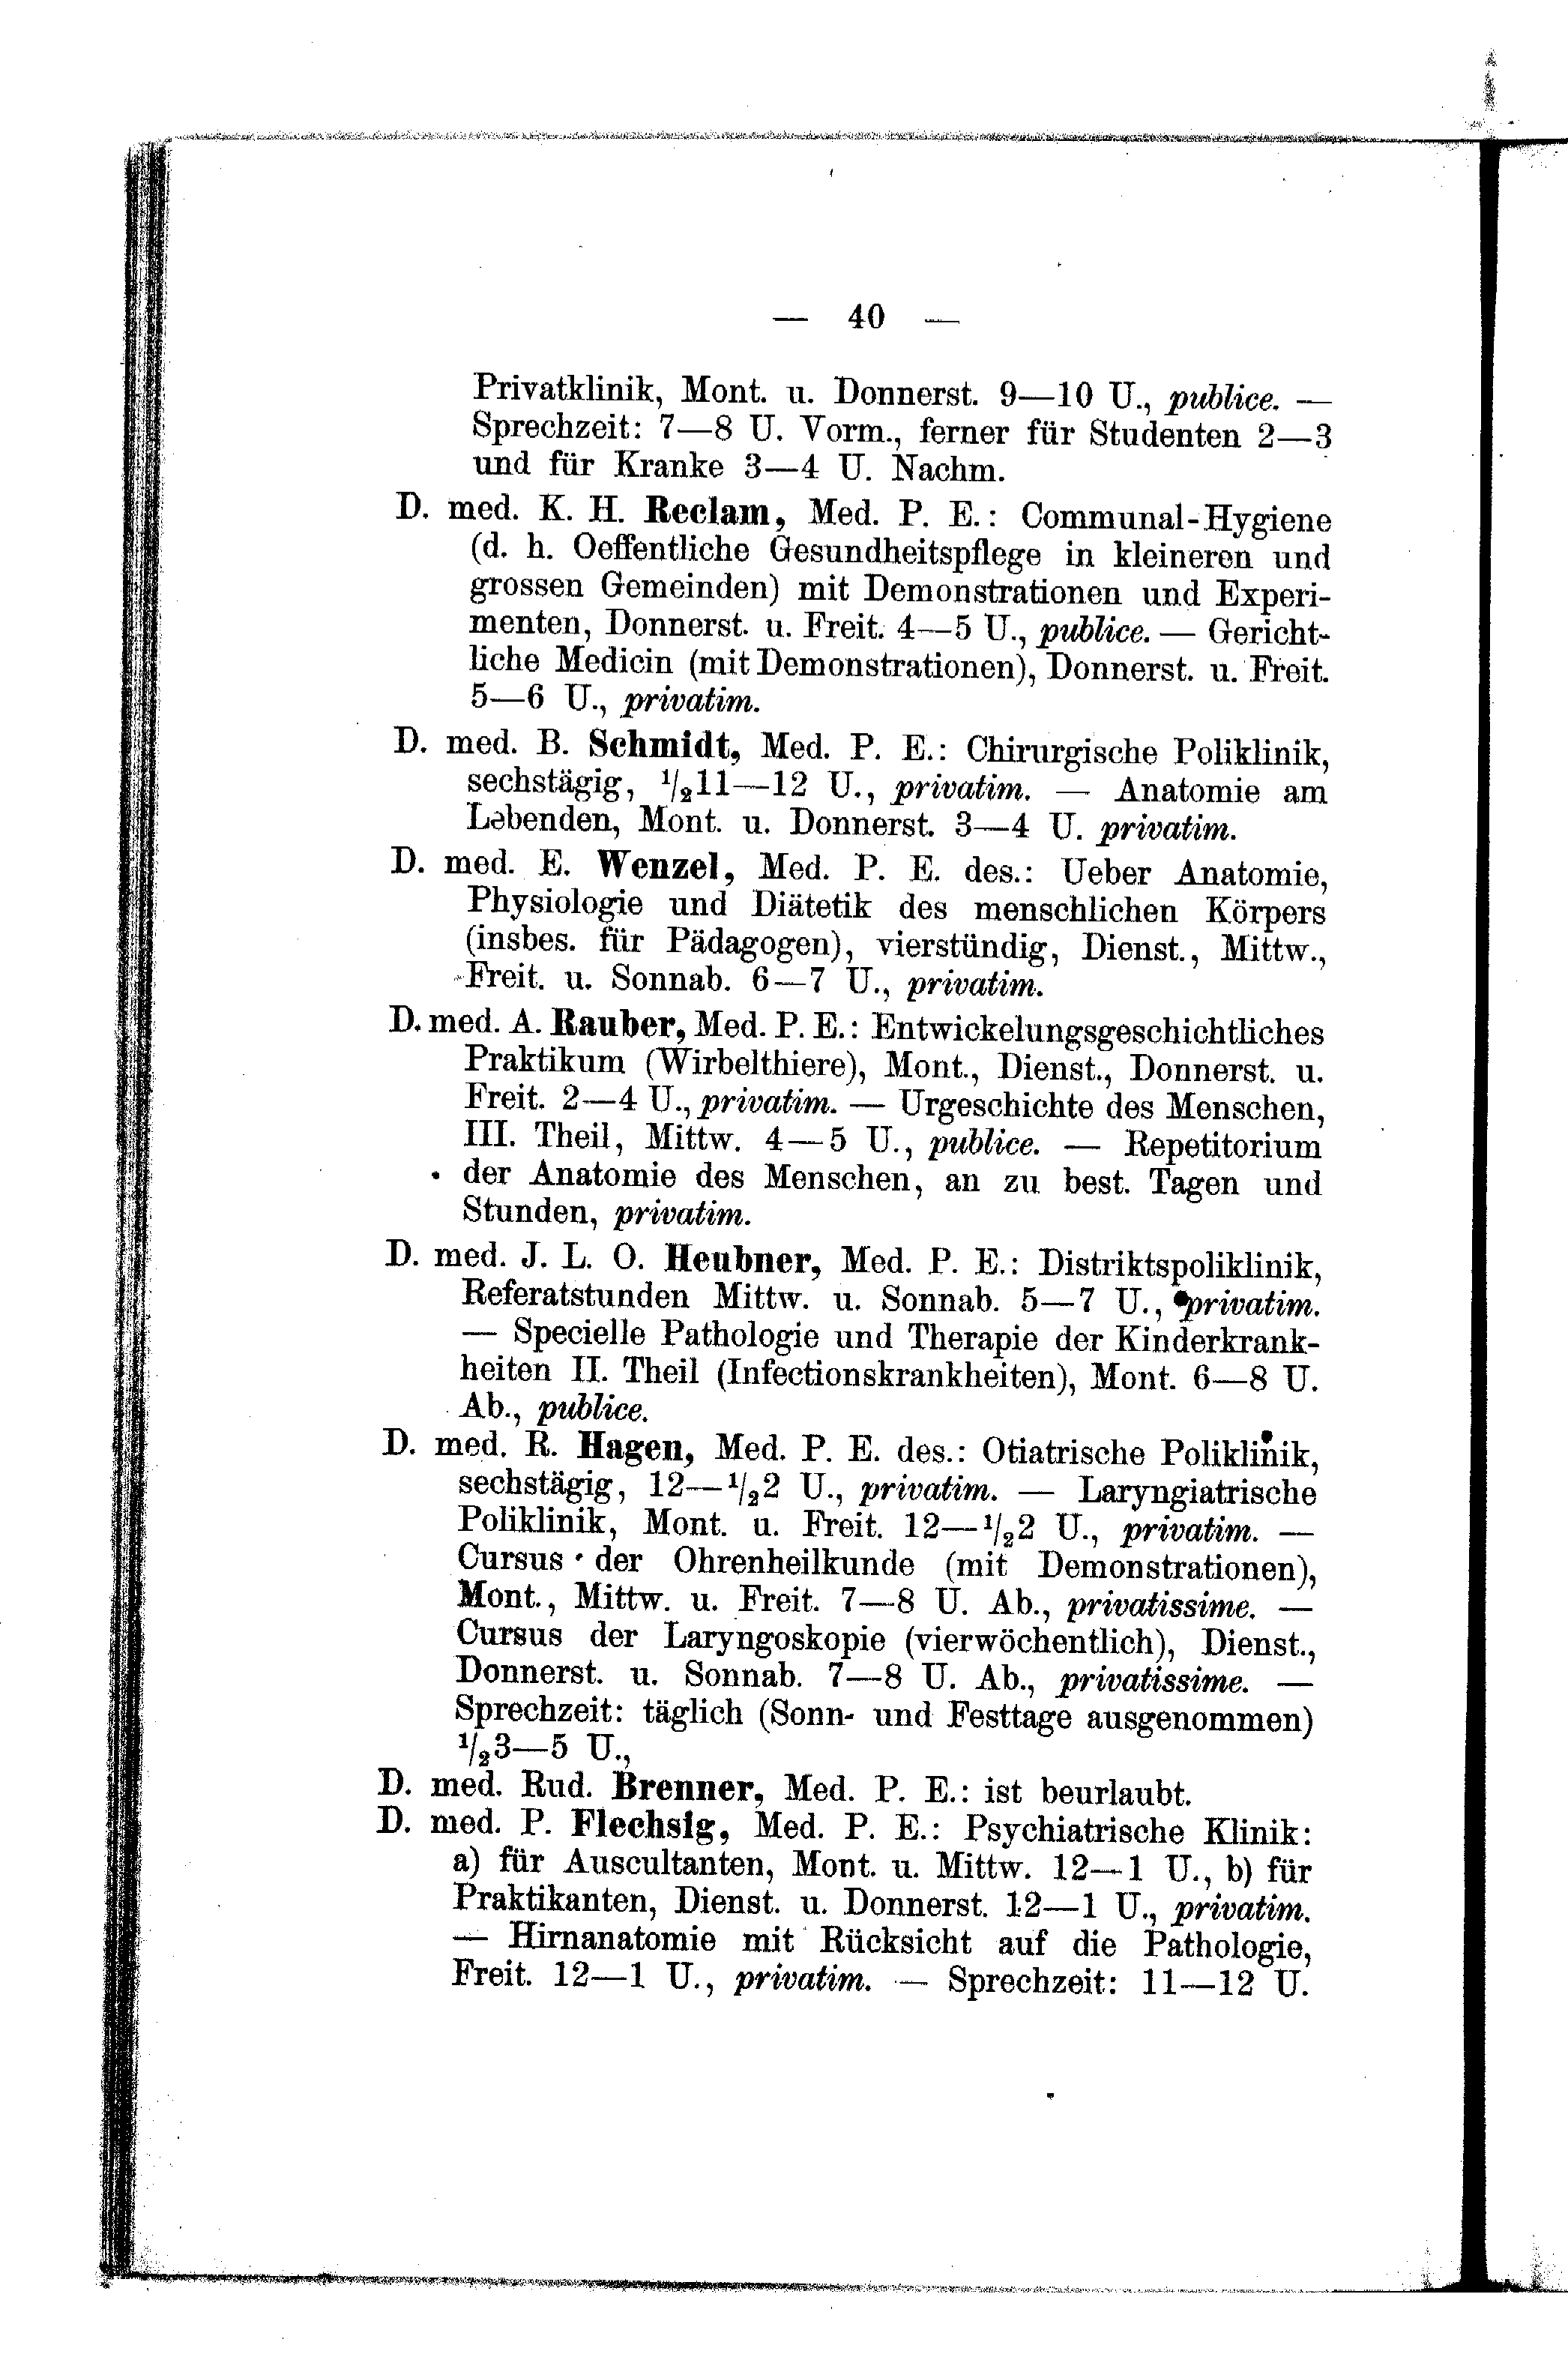 — 40 —
Privatklinik, Mont. u. Donnerst. 9—10 U., publice. —
Sprechzeit: 7—8 U. Vorm., ferner für Studenten 2—3
und für Kranke 3—4 U. Nachm.
D. med. K. H. Reclam, Med. P. E.: Communal-Hygiene
(d. h. Oeffentliche Gesundheitspflege in kleineren und
grossen Gemeinden) mit Demonstrationen und Experi-
menten, Donnerst. u. Freit. 4—5 U., publice. — Gericht-
liche Medicin (mit Demonstrationen), Donnerst. u. Freit.
5—6 U., privatim.
D. med. B. Schmidt, Med. P. E.: Chirurgische Poliklinik,
sechstägig, 1/211—12 U., privatim. — Anatomie am
Lebenden, Mont. u. Donnerst. 3—4 U. privatim.
D. med. E. Wenzel, Med. P. E. des.: Ueber Anatomie,
Physiologie und Diätetik des menschlichen Körpers
(insbes. für Pädagogen), vierstündig, Dienst., Mittw.,
Freit. u. Sonnab. 6—7 U., privatim.
D. med. A. Rauber, Med. P. E.: Entwickelungsgeschichtliches
Praktikum (Wirbelthiere), Mont., Dienst., Donnerst. u.
Freit. 2—4 U., privatim. — Urgeschichte des Menschen,
III. Theil, Mittw. 4—5 U., publice. — Repetitorium
der Anatomie des Menschen, an zu best. Tagen und
Stunden, privatim.
D. med. J. L. O. Heubner, Med. P. E.: Distriktspoliklinik,
Referatstunden Mittw. u. Sonnab. 5—7 U., privatim.
— Specielle Pathologie und Therapie der Kinderkrank-
heiten II. Theil (Infectionskrankheiten), Mont. 6—8 U.
Ab., publice.
D. med. R. Hagen, Med. P. E. des.: Otiatrische Poliklinik,
sechstägig, 12—1/22 U., privatim. — Laryngiatrische
Poliklinik, Mont. u. Freit. 12—1/22 U., privatim. —
Cursus der Ohrenheilkunde (mit Demonstrationen),
Mont., Mittw. u. Freit. 7—8 U. Ab., privatissime. —
Cursus der Laryngoskopie (vierwöchentlich), Dienst.,
Donnerst. u. Sonnab. 7—8 U. Ab., privatissime. —
Sprechzeit: täglich (Sonn- und Festtage ausgenommen)
1/23—5 U.,
D. med. Rud. Brenner, Med. P. E.: ist beurlaubt.
D. med. P. Flechsig, Med. P. E.: Psychiatrische Klinik:
a) für Auscultanten, Mont. u. Mittw. 12—1 U., b) für
Praktikanten, Dienst. u. Donnerst. 12—1 U., privatim.
— Hirnanatomie mit Rücksicht auf die Pathologie,
Freit. 12—1 U., privatim. — Sprechzeit: 11—12 U.